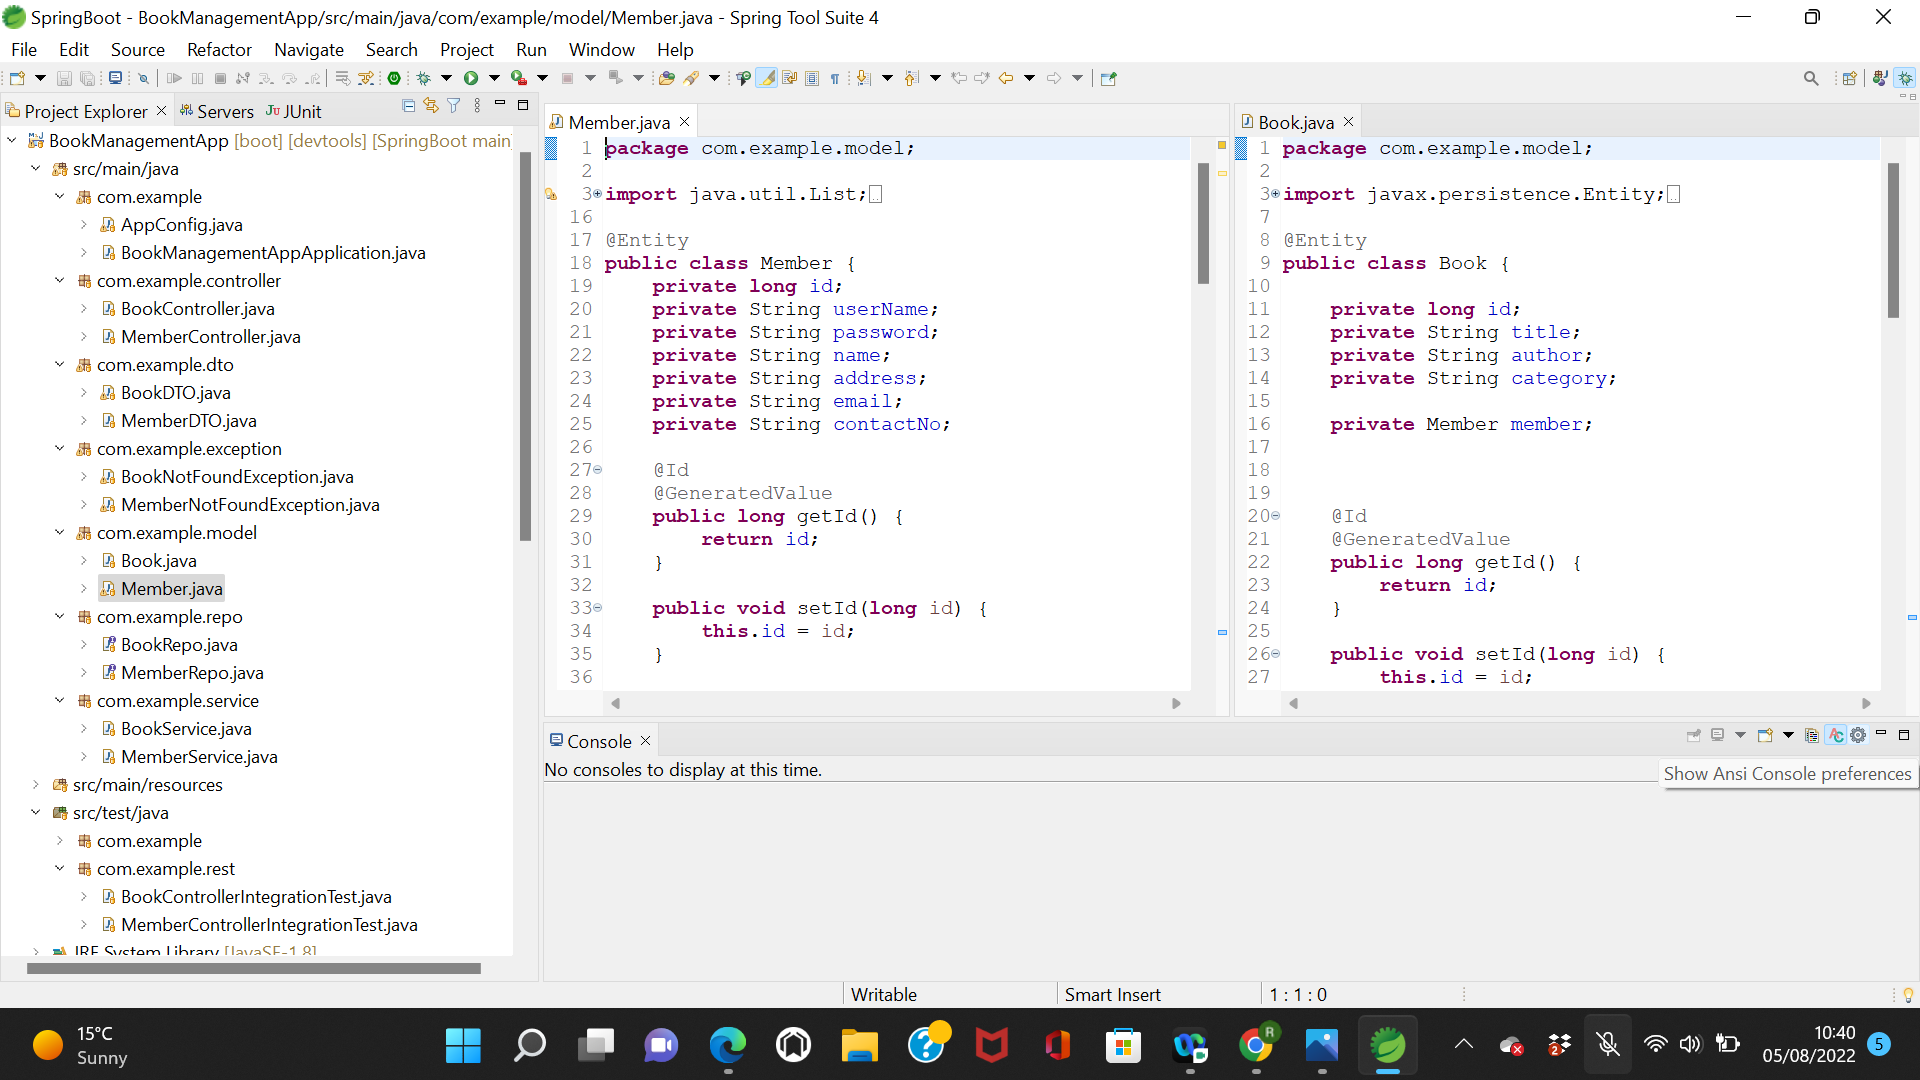 SpringBoot - BookManagementApp/src/main/java/com/example/model/Member.java - Spring Tool Suite 4
File Edit Source Refactor Navigate Search Project Run Window Help
Project Explorer Servers JUnit
BookManagementApp [boot] [devtools] [SpringBoot main]
src/main/java
com.example
AppConfig.java
BookManagementAppApplication.java
com.example.controller
BookController.java
MemberController.java
com.example.dto
BookDTO.java
MemberDTO.java
com.example.exception
BookNotFoundException.java
MemberNotFoundException.java
com.example.model
Book.java
Member.java
com.example.repo
BookRepo.java
MemberRepo.java
com.example.service
BookService.java
MemberService.java
src/main/resources
src/test/java
com.example
com.example.rest
BookControllerIntegrationTest.java
MemberControllerIntegrationTest.java
JRE System Library [JavaSE-1.8]
Member.java
1 package com.example.model;
2
3 import java.util.List;
16
17 @Entity
18 public class Member {
19 private long id;
20 private String userName;
21 private String password;
22 private String name;
23 private String address;
24 private String email;
25 private String contactNo;
26
27 @Id
28 @GeneratedValue
29 public long getId() {
30 return id;
31 }
32
33 public void setId(long id) {
34 this.id = id;
35 }
36
Book.java
1 package com.example.model;
2
3 import javax.persistence.Entity;
7
8 @Entity
9 public class Book {
10
11 private long id;
12 private String title;
13 private String author;
14 private String category;
15
16 private Member member;
17
18
19
20 @Id
21 @GeneratedValue
22 public long getId() {
23 return id;
24 }
25
26 public void setId(long id) {
27 this.id = id;
Console
No consoles to display at this time.
Show Ansi Console preferences
Writable Smart Insert 1 : 1 : 0
15°C
Sunny
R
2
10:40
05/08/2022
5